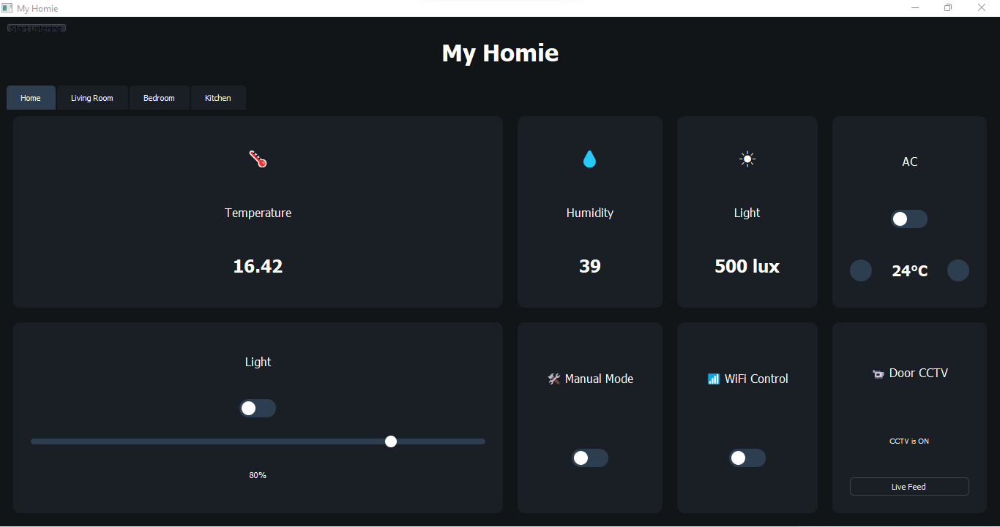 My Homie
Start Listening
My Homie
Home
Living Room
Bedroom
Kitchen
Temperature
16.42
Humidity
39
Light
500 lux
AC
24°C
Light
80%
Manual Mode
WiFi Control
Door CCTV
CCTV is ON
Live Feed